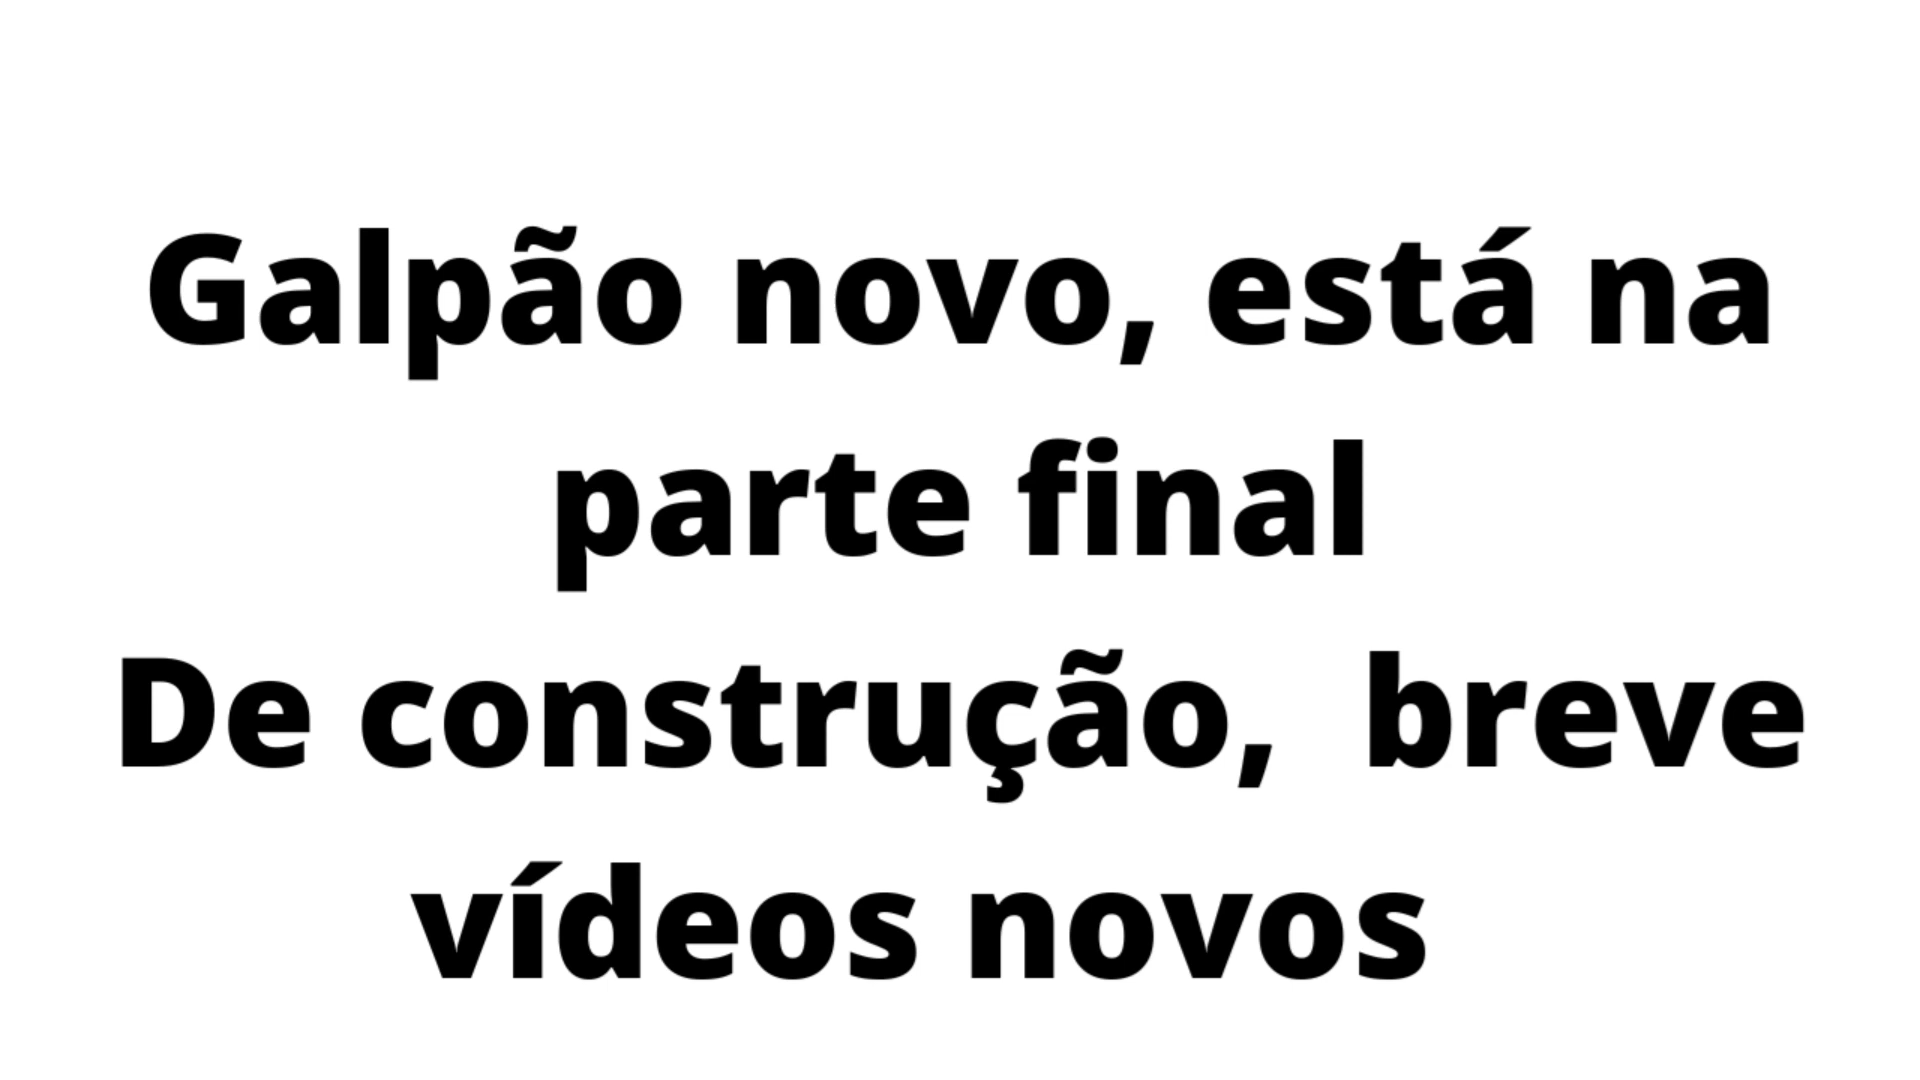 Galpão novo, está na
parte final
De construção,  breve
vídeos novos